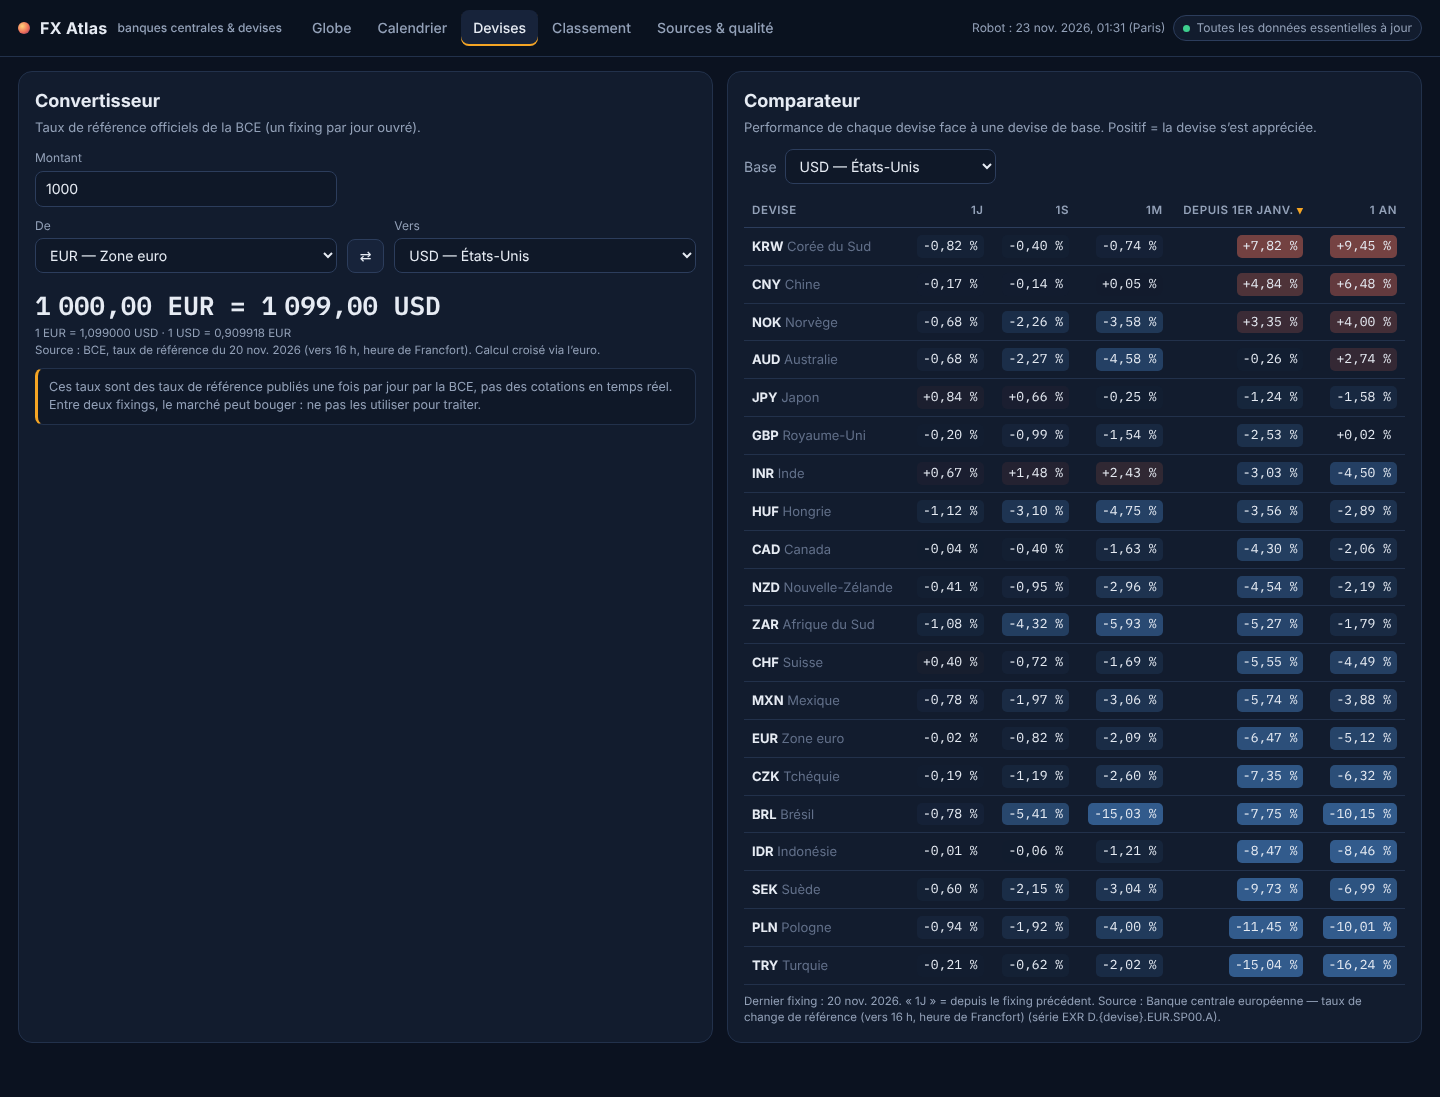 FX Atlas banques centrales & devises Globe Calendrier Devises Classement Sources & qualité Robot : 23 nov. 2026, 01:31 (Paris) Toutes les données essentielles à jour
Convertisseur
Taux de référence officiels de la BCE (un fixing par jour ouvré).
Montant
1000
De Vers
EUR — Zone euro ⇄ USD — États-Unis
1 000,00 EUR = 1 099,00 USD
1 EUR = 1,099000 USD · 1 USD = 0,909918 EUR
Source : BCE, taux de référence du 20 nov. 2026 (vers 16 h, heure de Francfort). Calcul croisé via l’euro.
Ces taux sont des taux de référence publiés une fois par jour par la BCE, pas des cotations en temps réel.
Entre deux fixings, le marché peut bouger : ne pas les utiliser pour traiter.
Comparateur
Performance de chaque devise face à une devise de base. Positif = la devise s’est appréciée.
Base USD — États-Unis
DEVISE 1J 1S 1M DEPUIS 1ER JANV. ▼ 1 AN
KRW Corée du Sud -0,82 % -0,40 % -0,74 % +7,82 % +9,45 %
CNY Chine -0,17 % -0,14 % +0,05 % +4,84 % +6,48 %
NOK Norvège -0,68 % -2,26 % -3,58 % +3,35 % +4,00 %
AUD Australie -0,68 % -2,27 % -4,58 % -0,26 % +2,74 %
JPY Japon +0,84 % +0,66 % -0,25 % -1,24 % -1,58 %
GBP Royaume-Uni -0,20 % -0,99 % -1,54 % -2,53 % +0,02 %
INR Inde +0,67 % +1,48 % +2,43 % -3,03 % -4,50 %
HUF Hongrie -1,12 % -3,10 % -4,75 % -3,56 % -2,89 %
CAD Canada -0,04 % -0,40 % -1,63 % -4,30 % -2,06 %
NZD Nouvelle-Zélande -0,41 % -0,95 % -2,96 % -4,54 % -2,19 %
ZAR Afrique du Sud -1,08 % -4,32 % -5,93 % -5,27 % -1,79 %
CHF Suisse +0,40 % -0,72 % -1,69 % -5,55 % -4,49 %
MXN Mexique -0,78 % -1,97 % -3,06 % -5,74 % -3,88 %
EUR Zone euro -0,02 % -0,82 % -2,09 % -6,47 % -5,12 %
CZK Tchéquie -0,19 % -1,19 % -2,60 % -7,35 % -6,32 %
BRL Brésil -0,78 % -5,41 % -15,03 % -7,75 % -10,15 %
IDR Indonésie -0,01 % -0,06 % -1,21 % -8,47 % -8,46 %
SEK Suède -0,60 % -2,15 % -3,04 % -9,73 % -6,99 %
PLN Pologne -0,94 % -1,92 % -4,00 % -11,45 % -10,01 %
TRY Turquie -0,21 % -0,62 % -2,02 % -15,04 % -16,24 %
Dernier fixing : 20 nov. 2026. « 1J » = depuis le fixing précédent. Source : Banque centrale européenne — taux de
change de référence (vers 16 h, heure de Francfort) (série EXR D.{devise}.EUR.SP00.A).